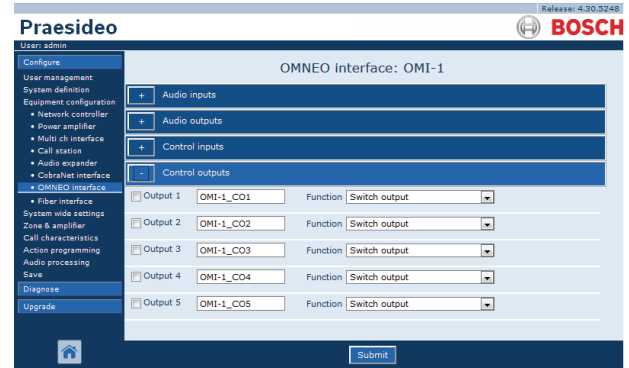 Release: 4.30.5248
Praesideo
BOSCH
User: admin
Configure
User management
System definition
Equipment configuration
• Network controller
• Power amplifier
• Multi ch interface
• Call station
• Audio expander
• CobraNet interface
• OMNEO interface
• Fiber interface
System wide settings
Zone & amplifier
Call characteristics
Action programming
Audio processing
Save
Diagnose
Upgrade
OMNEO interface: OMI-1
+ Audio inputs
+ Audio outputs
+ Control inputs
- Control outputs
Output 1 OMI-1_CO1 Function Switch output
Output 2 OMI-1_CO2 Function Switch output
Output 3 OMI-1_CO3 Function Switch output
Output 4 OMI-1_CO4 Function Switch output
Output 5 OMI-1_CO5 Function Switch output
Submit